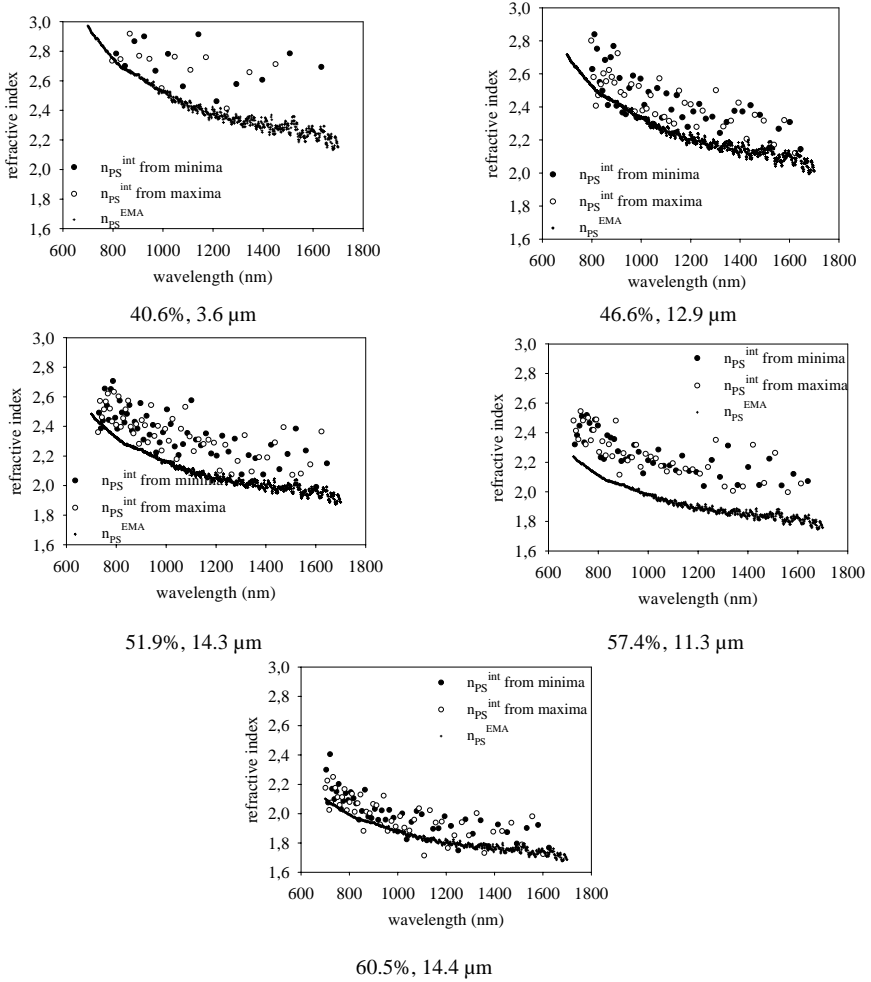 3,0
2,8
2,6
2,4
2,2
2,0
1,8
1,6
refractive index
n_PS^int from minima
n_PS^int from maxima
n_PS^EMA
600 800 1000 1200 1400 1600 1800
wavelength (nm)
40.6%, 3.6 µm
3,0
2,8
2,6
2,4
2,2
2,0
1,8
1,6
refractive index
n_PS^int from minima
n_PS^int from maxima
n_PS^EMA
600 800 1000 1200 1400 1600 1800
wavelength (nm)
46.6%, 12.9 µm
3,0
2,8
2,6
2,4
2,2
2,0
1,8
1,6
refractive index
n_PS^int from minima
n_PS^int from maxima
n_PS^EMA
600 800 1000 1200 1400 1600 1800
wavelength (nm)
51.9%, 14.3 µm
3,0
2,8
2,6
2,4
2,2
2,0
1,8
1,6
refractive index
n_PS^int from minima
n_PS^int from maxima
n_PS^EMA
600 800 1000 1200 1400 1600 1800
wavelength (nm)
57.4%, 11.3 µm
3,0
2,8
2,6
2,4
2,2
2,0
1,8
1,6
refractive index
n_PS^int from minima
n_PS^int from maxima
n_PS^EMA
600 800 1000 1200 1400 1600 1800
wavelength (nm)
60.5%, 14.4 µm